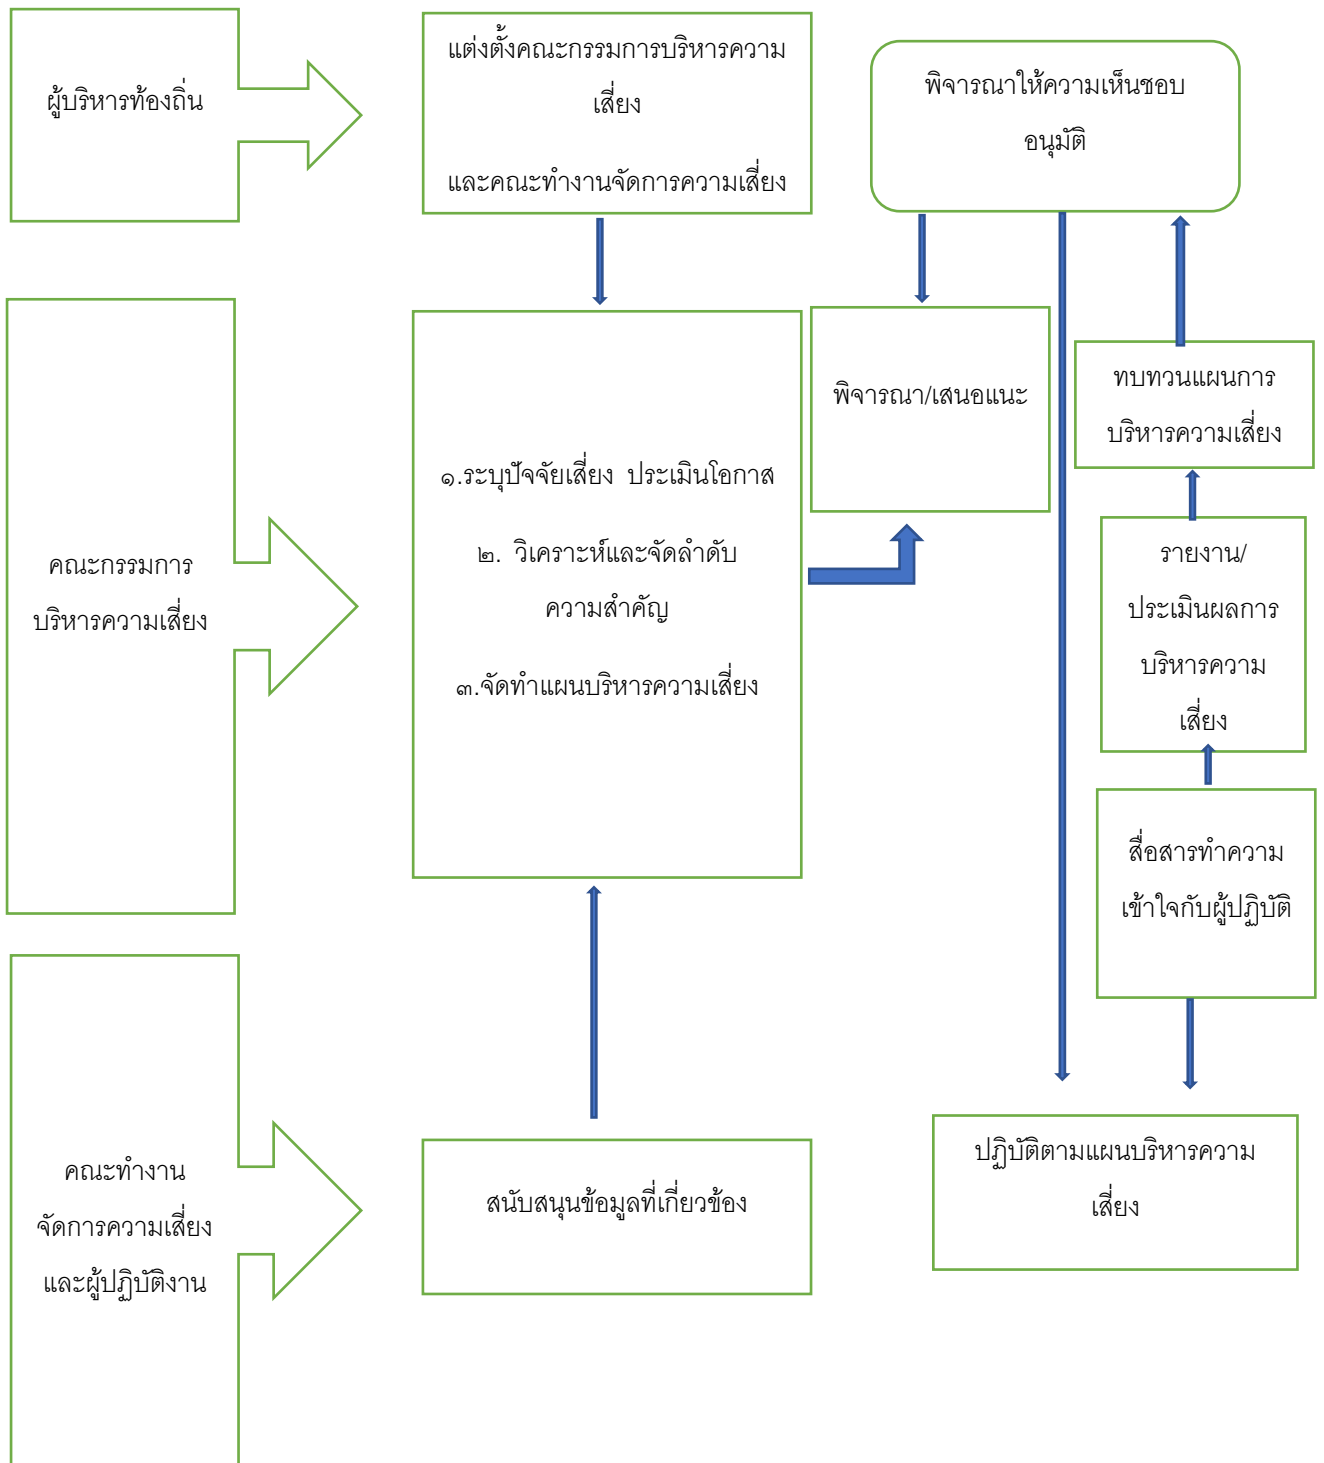 ผู้บริหารท้องถิ่น
แต่งตั้งคณะกรรมการบริหารความ
เสี่ยง
และคณะทำงานจัดการความเสี่ยง
พิจารณาให้ความเห็นชอบ
อนุมัติ
คณะกรรมการ
บริหารความเสี่ยง
๑.ระบุปัจจัยเสี่ยง ประเมินโอกาส
๒. วิเคราะห์และจัดลำดับ
ความสำคัญ
๓.จัดทำแผนบริหารความเสี่ยง
พิจารณา/เสนอแนะ
ทบทวนแผนการ
บริหารความเสี่ยง
รายงาน/
ประเมินผลการ
บริหารความ
เสี่ยง
สื่อสารทำความ
เข้าใจกับผู้ปฏิบัติ
คณะทำงาน
จัดการความเสี่ยง
และผู้ปฏิบัติงาน
สนับสนุนข้อมูลที่เกี่ยวข้อง
ปฏิบัติตามแผนบริหารความ
เสี่ยง